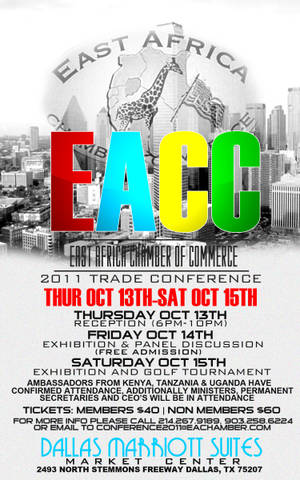 EAST AFRICA
EACC
EAST AFRICA CHAMBER OF COMMERCE
2011 TRADE CONFERENCE
THUR OCT 13TH-SAT OCT 15TH
THURSDAY OCT 13TH
RECEPTION (6PM-10PM)
FRIDAY OCT 14TH
EXHIBITION & PANEL DISCUSSION
(FREE ADMISSION)
SATURDAY OCT 15TH
EXHIBITION AND GOLF TOURNAMENT
AMBASSADORS FROM KENYA, TANZANIA & UGANDA HAVE
CONFIRMED ATTENDANCE, ADDITIONALLY MINISTERS, PERMANENT
SECRETARIES AND CEO'S WILL BE IN ATTENDANCE
TICKETS: MEMBERS $40 | NON MEMBERS $60
FOR MORE INFO PLEASE CALL 214.267.9189, 903.258.6224
OR EMAIL TO CONFERENCE2011@EACHAMBER.COM
DALLAS MARRIOTT SUITES
MARKET CENTER
2493 NORTH STEMMONS FREEWAY DALLAS, TX 75207